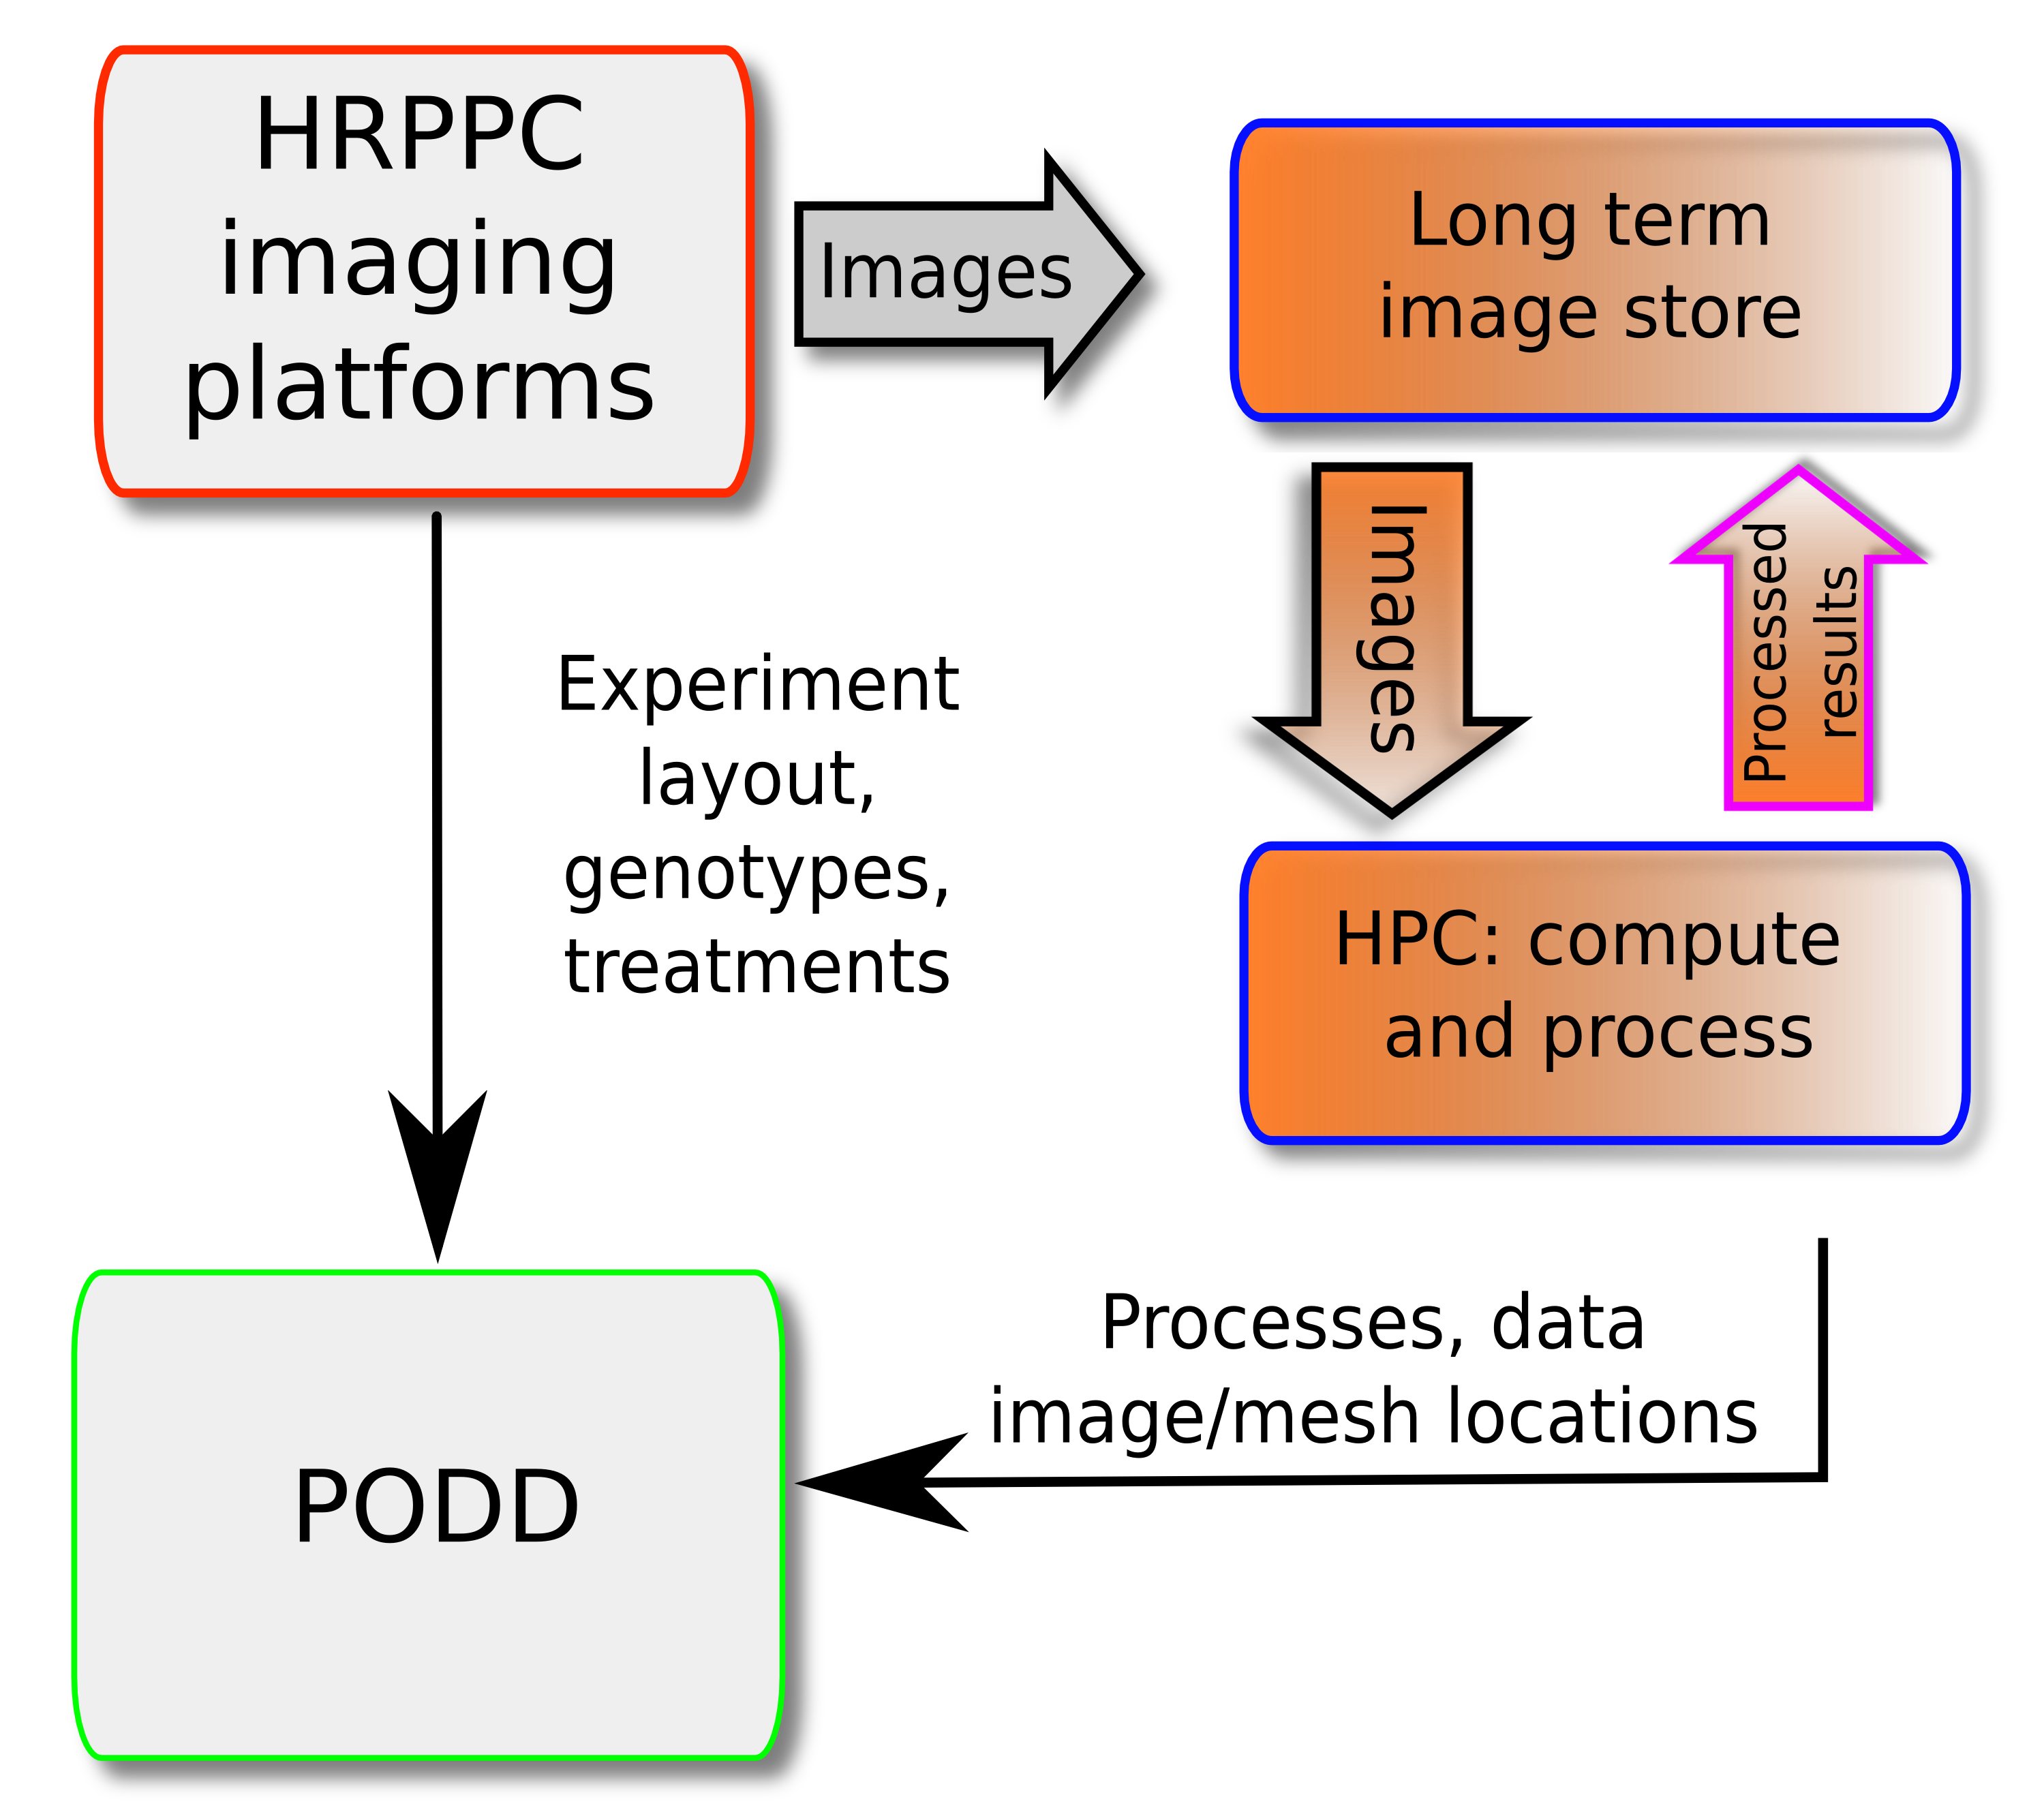 HRPPC
imaging
platforms
Images
Long term
image store
Images
Processed
results
Experiment
layout,
genotypes,
treatments
HPC: compute
and process
Processes, data
image/mesh locations
PODD